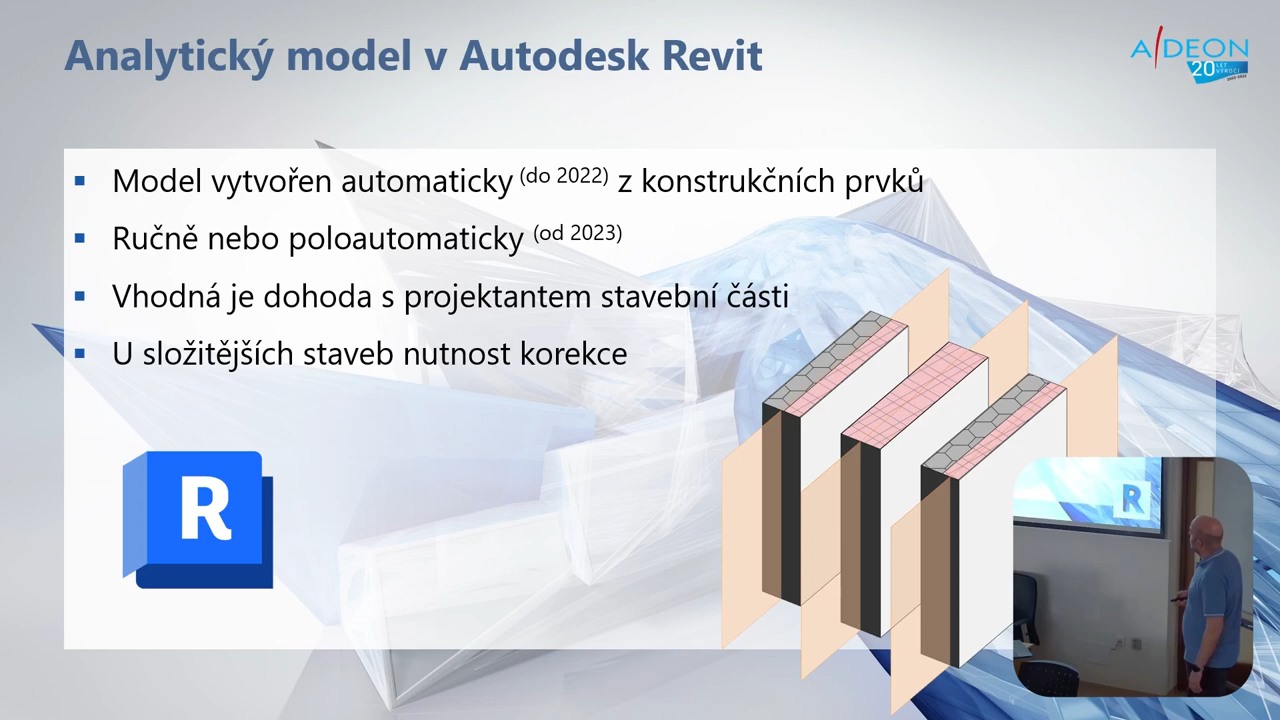 Analytický model v Autodesk Revit
A/DEON
20 LET
VÝROČÍ
Model vytvořen automaticky (do 2022) z konstrukčních prvků
Ručně nebo poloautomaticky (od 2023)
Vhodná je dohoda s projektantem stavební části
U složitějších staveb nutnost korekce
R
R